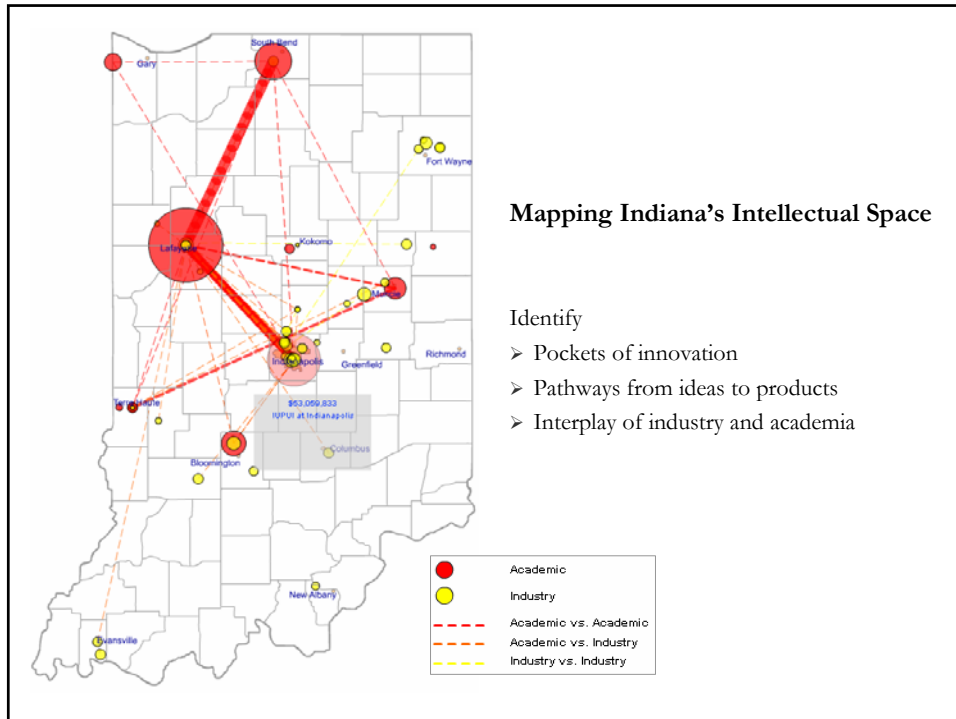 South Bend
Gary
Fort Wayne
Mapping Indiana's Intellectual Space
Lafayette
Kokomo
Identify
➢ Pockets of innovation
➢ Pathways from ideas to products
➢ Interplay of industry and academia
Muncie
Indianapolis
Greenfield
Richmond
Terre Haute
$53,059,833
IUPUI at Indianapolis
Columbus
Bloomington
New Albany
Evansville
Academic
Industry
Academic vs. Academic
Academic vs. Industry
Industry vs. Industry